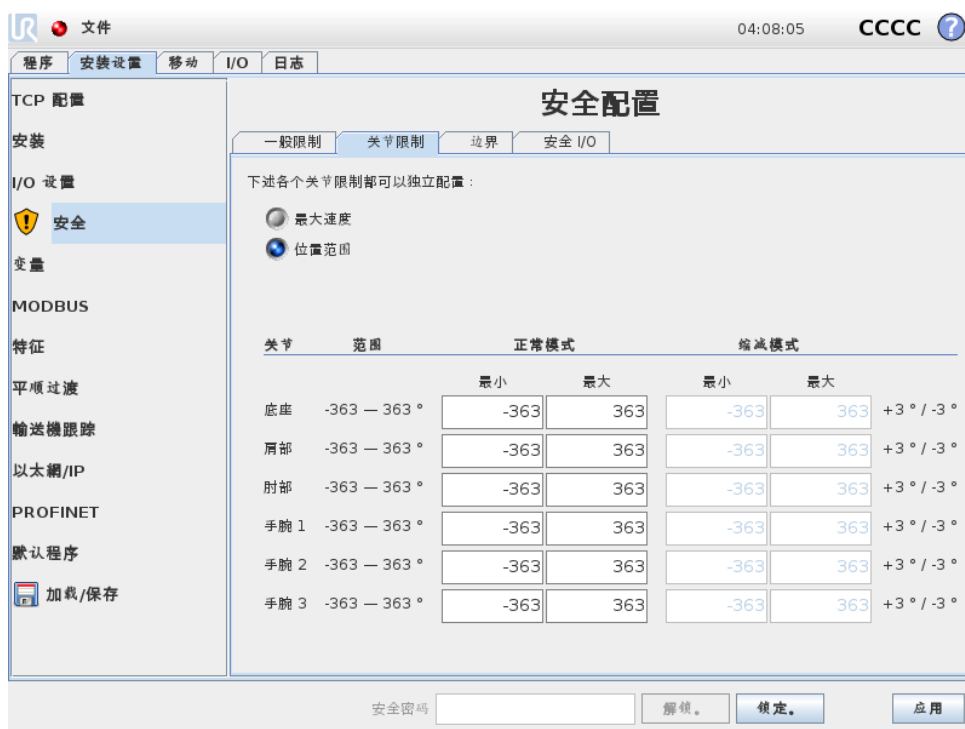 UR 文件 04:08:05 CCCC ?
程序 安装设置 移动 I/O 日志
TCP 配置
安装
I/O 设置
安全
变量
MODBUS
特征
平顺过渡
輸送機跟踪
以太網/IP
PROFINET
默认程序
加载/保存
安全配置
一般限制 关节限制 边界 安全 I/O
下述各个关节限制都可以独立配置：
最大速度
位置范围
关节 范围 正常模式 缩减模式
最小 最大 最小 最大
底座 -363 — 363 ° -363 363 -363 363 +3 ° / -3 °
肩部 -363 — 363 ° -363 363 -363 363 +3 ° / -3 °
肘部 -363 — 363 ° -363 363 -363 363 +3 ° / -3 °
手腕 1 -363 — 363 ° -363 363 -363 363 +3 ° / -3 °
手腕 2 -363 — 363 ° -363 363 -363 363 +3 ° / -3 °
手腕 3 -363 — 363 ° -363 363 -363 363 +3 ° / -3 °
安全密码 解锁。 锁定。 应用